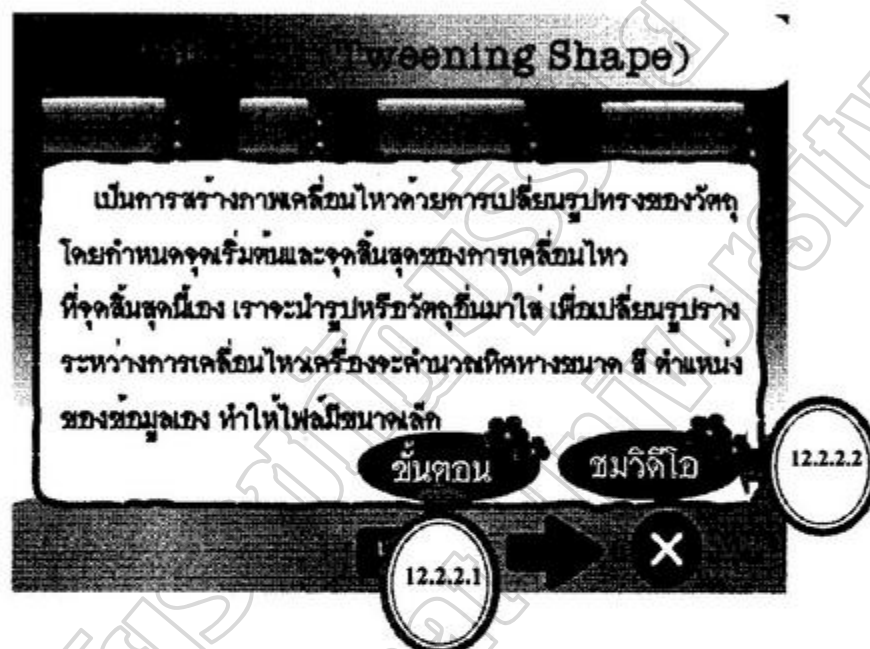 (Tweening Shape)
เป็นการสร้างภาพเคลื่อนไหวด้วยการเปลี่ยนรูปทรงของวัตถุ
โดยกำหนดจุดเริ่มต้นและจุดสิ้นสุดของการเคลื่อนไหว
ที่จุดสิ้นสุดนี้เอง เราจะนำรูปหรือวัตถุอื่นมาใส่ เพื่อเปลี่ยนรูปร่าง
ระหว่างการเคลื่อนไหวเครื่องจะคำนวณทิศทางขนาด สี ตำแหน่ง
ของข้อมูลเอง ทำให้ไฟล์มีขนาดเล็ก
ขั้นตอน
ชมวิดีโอ
12.2.2.2
12.2.2.1